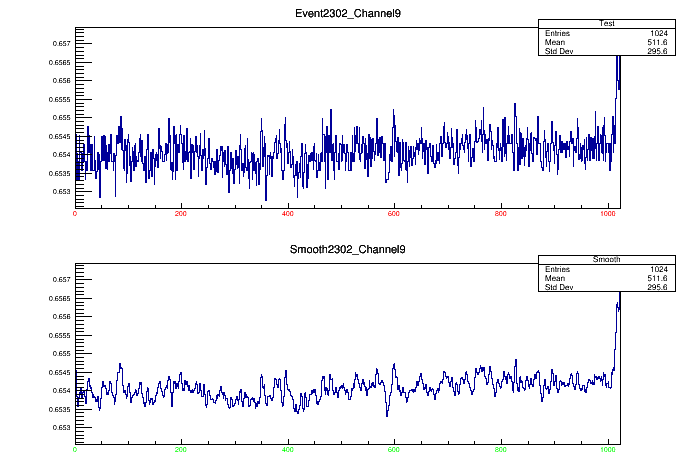 Event2302_Channel9
Test
Entries 1024
Mean 511.6
Std Dev 295.6
0.657
0.6565
0.656
0.6555
0.655
0.6545
0.654
0.6535
0.653
0 200 400 600 800 1000
Smooth2302_Channel9
Smooth
Entries 1024
Mean 511.6
Std Dev 295.6
0.657
0.6565
0.656
0.6555
0.655
0.6545
0.654
0.6535
0.653
0 200 400 600 800 1000